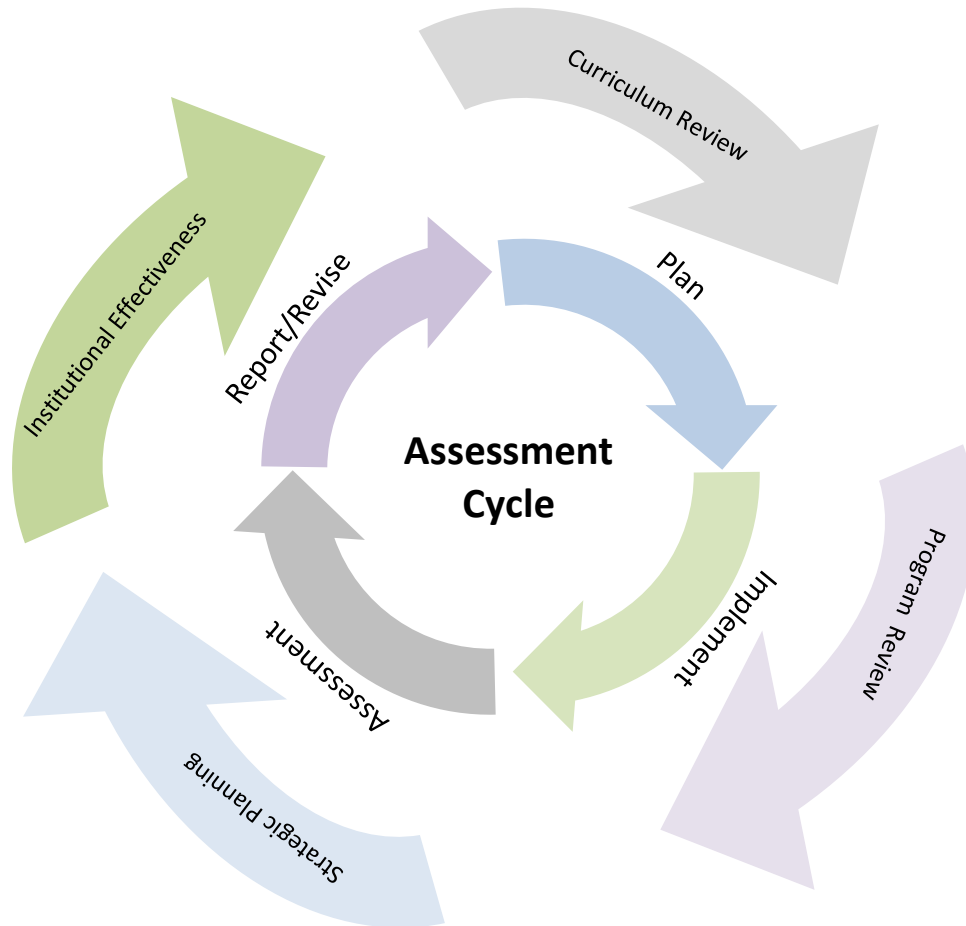 Curriculum Review
Institutional Effectiveness
Report/Revise
Plan
Assessment
Cycle
Program Review
Implement
Assessment
Strategic Planning